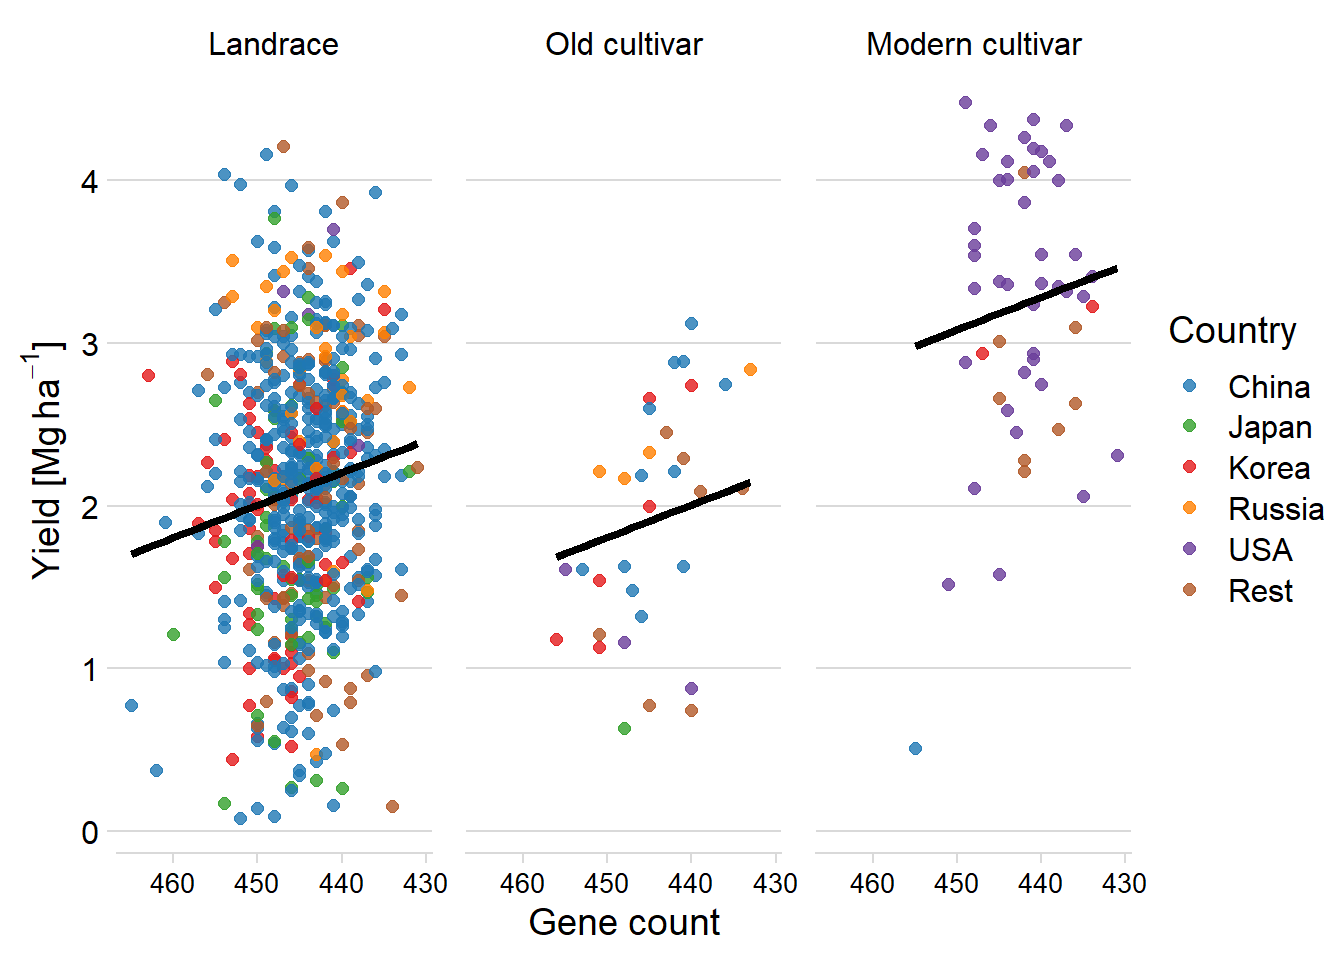 Landrace
Old cultivar
Modern cultivar
Yield [Mg ha⁻¹]
4
3
2
1
0
460 450 440 430
460 450 440 430
460 450 440 430
Gene count
Country
China
Japan
Korea
Russia
USA
Rest